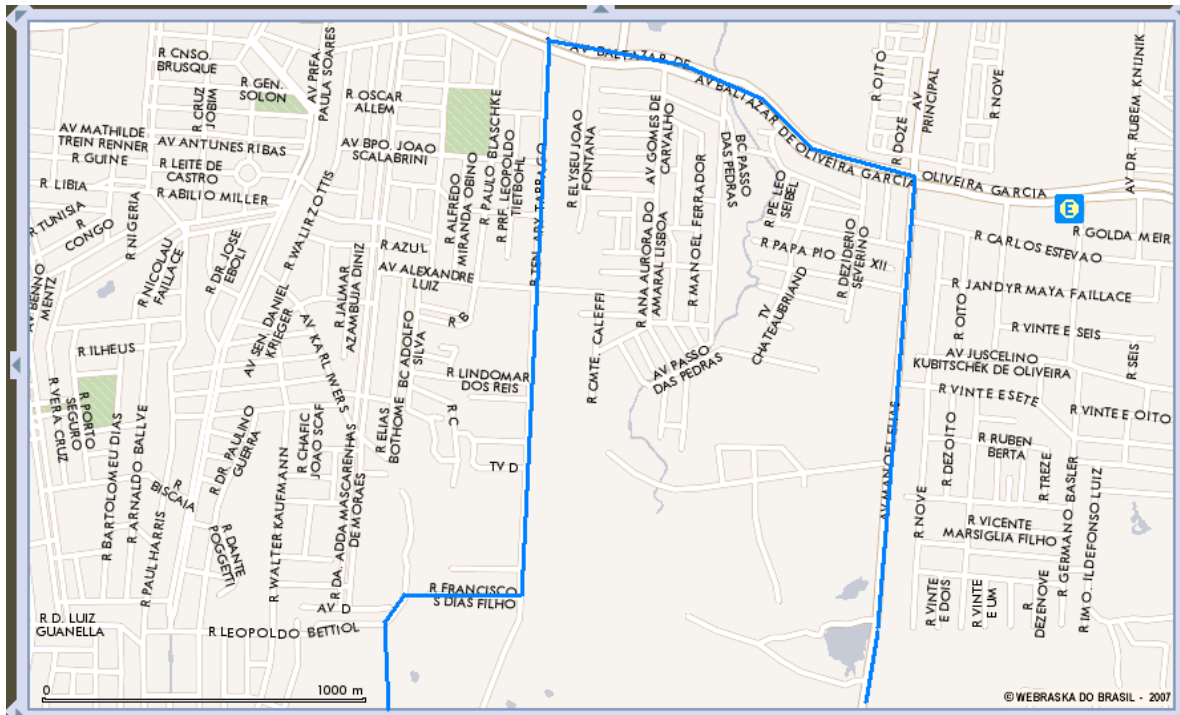 R CNSO.
BRUSQUE
R CRUZ
JOBIM
R GEN.
SOLON
AV PRFA.
PAULA SOARES
R OSCAR
ALLEM
AV MATHILDE
TREIN RENNER
AV ANTUNES RIBAS
R GUINE
R LEITE DE
CASTRO
R LIBIA
R ABILIO MILLER
AV BPO. JOAO
SCALABRINI
R TUNISIA
R
CONGO
R NIGERIA
R NICOLAU
FAILLACE
R DR. JOSE
EBOLI
R WALIR ZOTTIS
AV BENNO
MENTZ
R ALFREDO
MIRANDA OBINO
R PAULO BLASCHKE
R PRF. LEOPOLDO
TIETBOHL
R TEN. ARY TARRAGO
R AZUL
AV ALEXANDRE
LUIZ
R JALMAR
AZAMBUJA DINIZ
AV SEN. DANIEL
KRIEGER
AV KARL IWERS
BC ADOLFO
SILVA
R B
R ILHEUS
R LINDOMAR
DOS REIS
R VERA CRUZ
R PORTO
SEGURO
R BARTOLOMEU DIAS
R ARNALDO BALLVE
R PAUL HARRIS
R
BISCAIA
R DR. PAULINO
GUERRA
R DANTE
POGGETTI
R WALTER KAUFMANN
R CHAFIC
JOAO SCAF
R DA. ADDA MASCARENHAS
DE MORAES
R ELIAS
BOTHOME
R C
TV D
R FRANCISCO
S DIAS FILHO
AV D
R LEOPOLDO BETTIOL
R D. LUIZ
GUANELLA
AV BALTAZAR DE
AV BALTAZAR DE OLIVEIRA GARCIA
OLIVEIRA GARCIA
R ELYSEU JOAO
FONTANA
AV GOMES DE
CARVALHO
R ANA AURORA DO
AMARAL LISBOA
R MANOEL FERRADOR
BC PASSO
DAS PEDRAS
R PE. LEO
SEIBEL
R PAPA PIO XII
R DEZIDERIO
SEVERINO
TV
CHATEAUBRIAND
R CMTE. CALEFFI
AV PASSO
DAS PEDRAS
AV MANOEL ELIAS
R OITO
R DOZE
AV
PRINCIPAL
R NOVE
AV DR. RUBEM KNIJNIK
E
R GOLDA MEIR
R CARLOS ESTEVAO
R JANDYR MAYA FAILLACE
R OITO
R VINTE E SEIS
R SEIS
AV JUSCELINO
KUBITSCHEK DE OLIVEIRA
R VINTE E SETE
R VINTE E OITO
R DEZOITO
R RUBEN
BERTA
R TREZE
R GERMANO BASLER
R IMO. ILDEFONSO LUIZ
R NOVE
R VICENTE
MARSIGLIA FILHO
R VINTE
E DOIS
R VINTE
E UM
R
DEZENOVE
0 1000 m
© WEBRASKA DO BRASIL - 2007